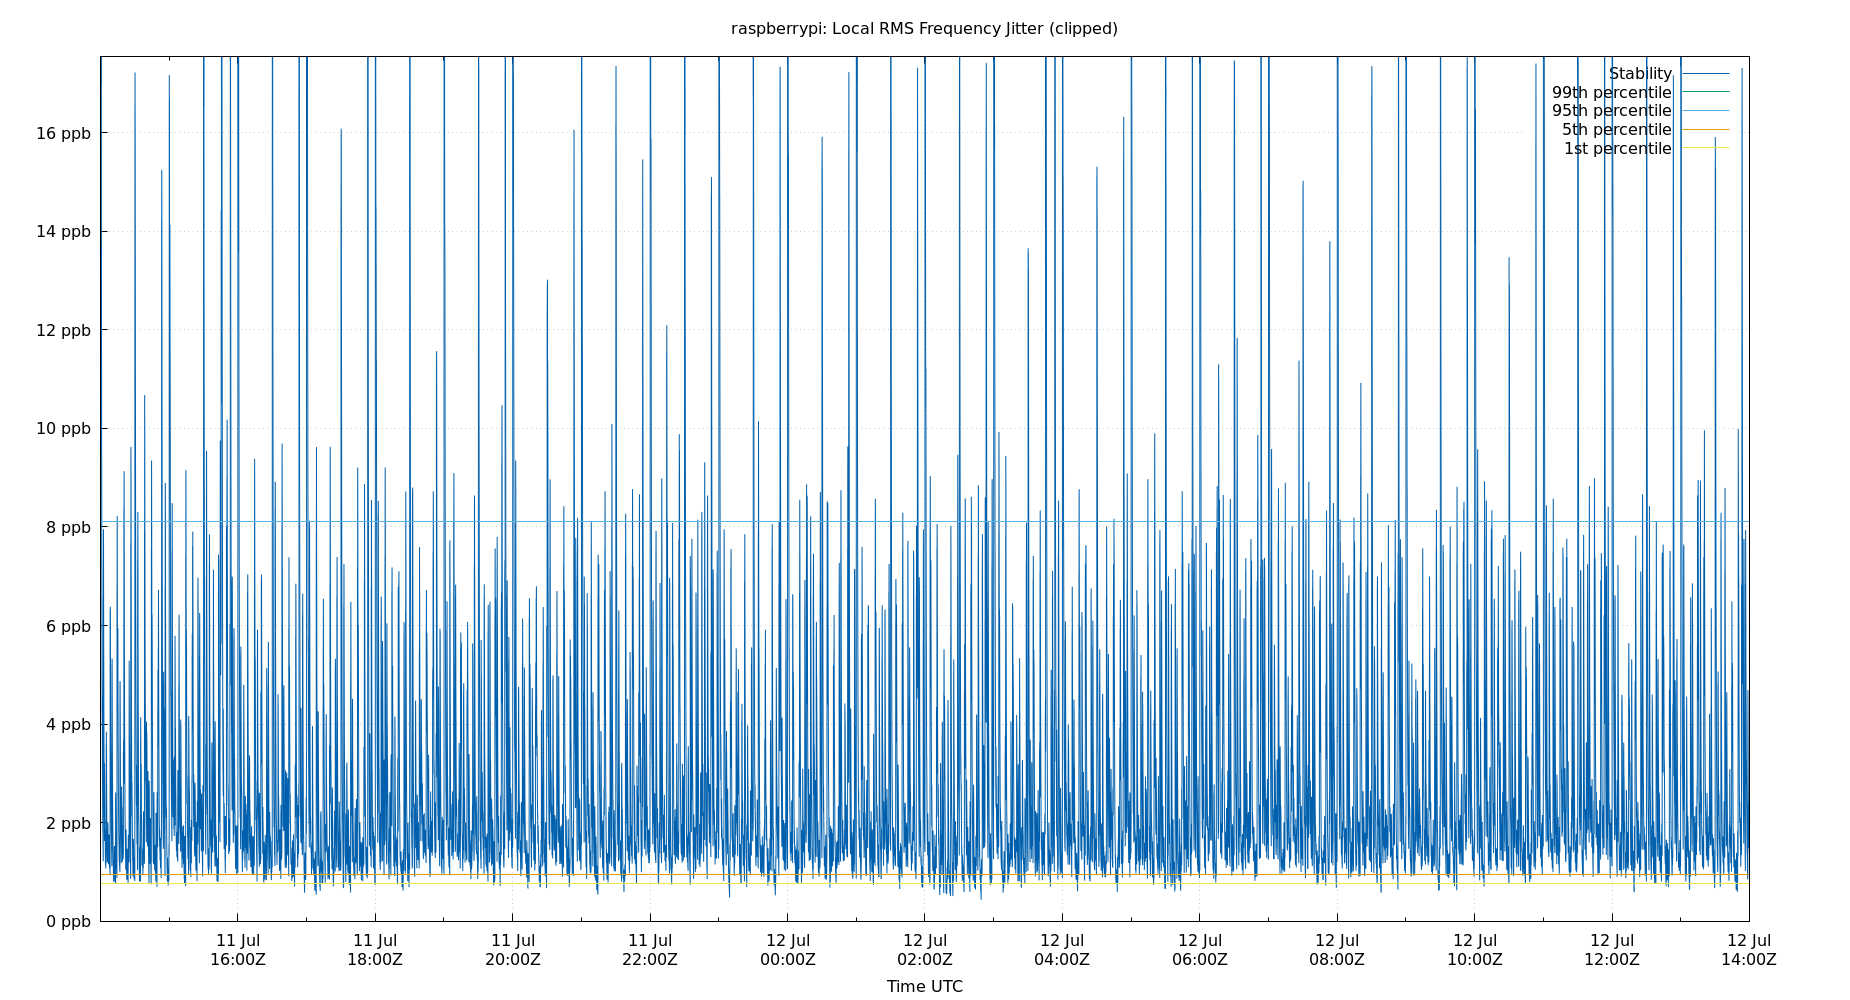 raspberrypi: Local RMS Frequency Jitter (clipped)
Stability
99th percentile
95th percentile
5th percentile
1st percentile
16 ppb
14 ppb
12 ppb
10 ppb
8 ppb
6 ppb
4 ppb
2 ppb
0 ppb
11 Jul 11 Jul 11 Jul 11 Jul 12 Jul 12 Jul 12 Jul 12 Jul 12 Jul 12 Jul 12 Jul 12 Jul
16:00Z 18:00Z 20:00Z 22:00Z 00:00Z 02:00Z 04:00Z 06:00Z 08:00Z 10:00Z 12:00Z 14:00Z
Time UTC